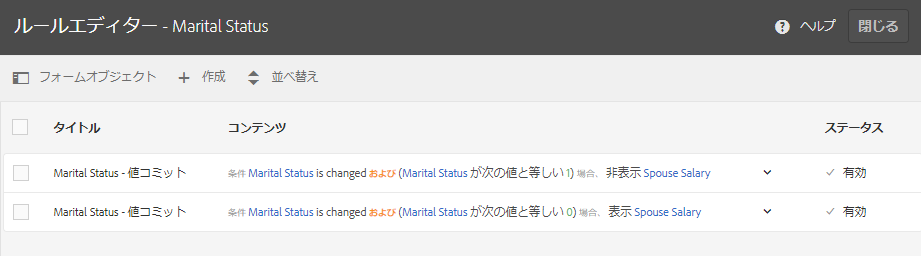 ルールエディター - Marital Status ? ヘルプ 閉じる
フォームオブジェクト + 作成 並べ替え
タイトル コンテンツ ステータス
Marital Status - 値コミット 条件 Marital Status is changed および (Marital Status が次の値と等しい 1) 場合、 非表示 Spouse Salary ✓ 有効
Marital Status - 値コミット 条件 Marital Status is changed および (Marital Status が次の値と等しい 0) 場合、 表示 Spouse Salary ✓ 有効